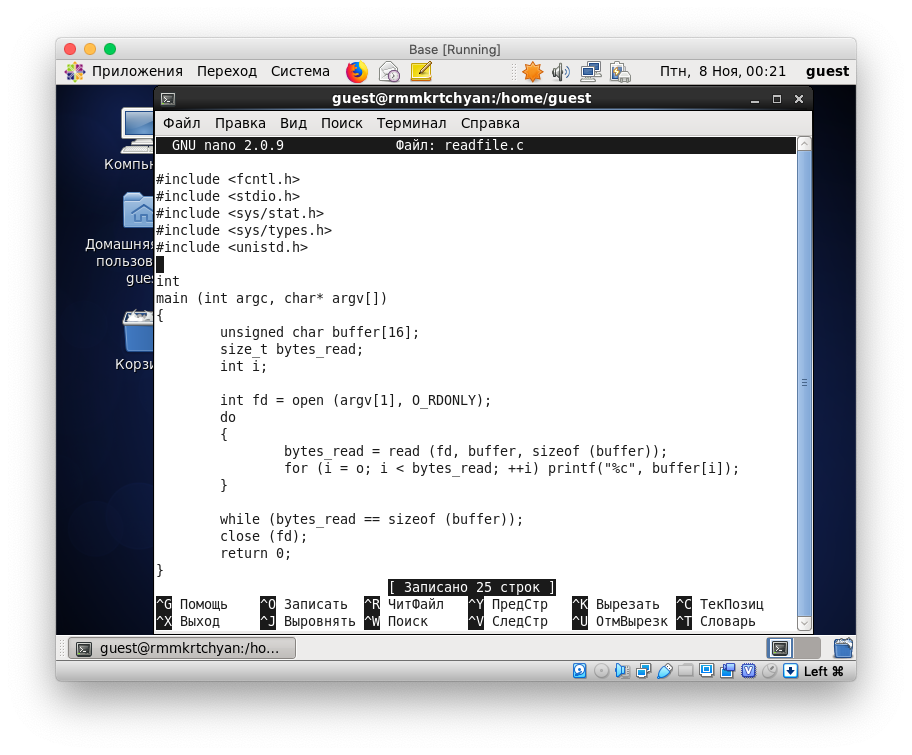 Base [Running]
Приложения Переход Система Птн, 8 Ноя, 00:21 guest
guest@rmmkrtchyan:/home/guest
Файл Правка Вид Поиск Терминал Справка
GNU nano 2.0.9 Файл: readfile.c
#include <fcntl.h>
#include <stdio.h>
#include <sys/stat.h>
#include <sys/types.h>
#include <unistd.h>
int
main (int argc, char* argv[])
{
unsigned char buffer[16];
size_t bytes_read;
int i;
int fd = open (argv[1], O_RDONLY);
do
{
bytes_read = read (fd, buffer, sizeof (buffer));
for (i = o; i < bytes_read; ++i) printf("%c", buffer[i]);
}
while (bytes_read == sizeof (buffer));
close (fd);
return 0;
}
[ Записано 25 строк ]
^G Помощь ^O Записать ^R ЧитФайл ^Y ПредСтр ^K Вырезать ^C ТекПозиц
^X Выход ^J Выровнять ^W Поиск ^V СледСтр ^U ОтмВырезк ^T Словарь
Компьн
Домашняя
пользов
gues
Корзи
guest@rmmkrtchyan:/ho...
Left ⌘